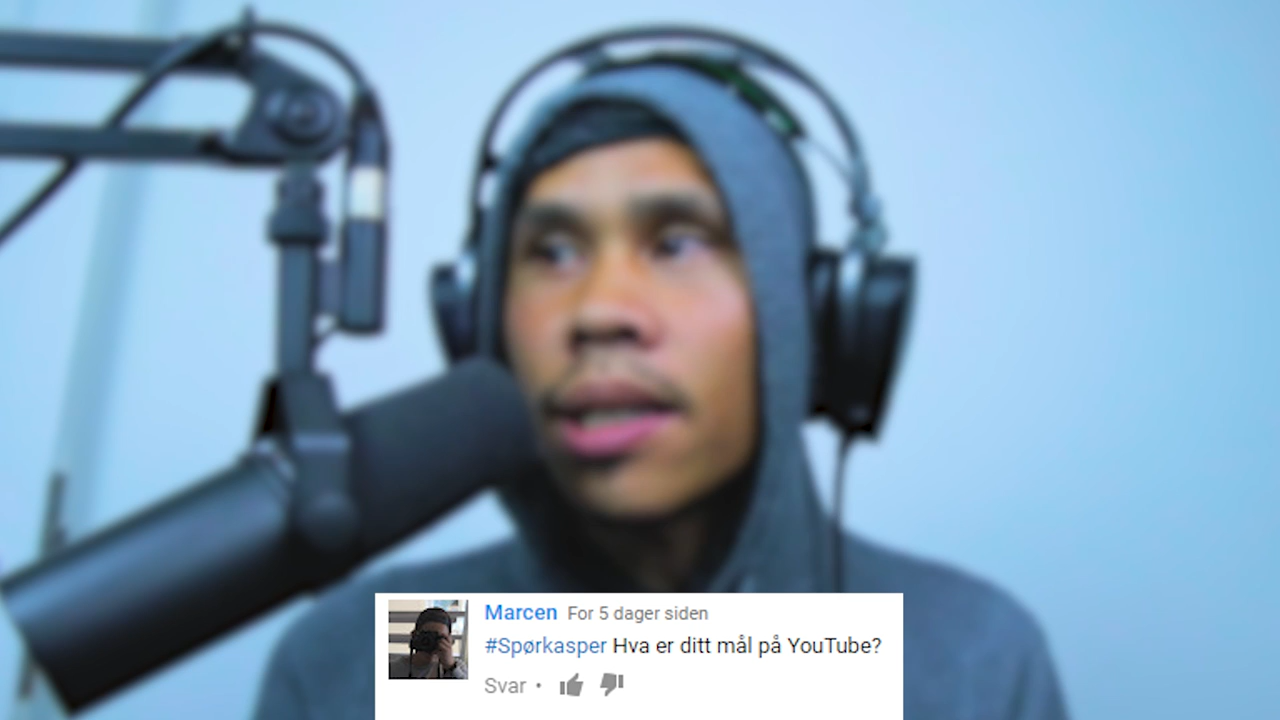 Marcen For 5 dager siden
#Spørkasper Hva er ditt mål på YouTube?
Svar •